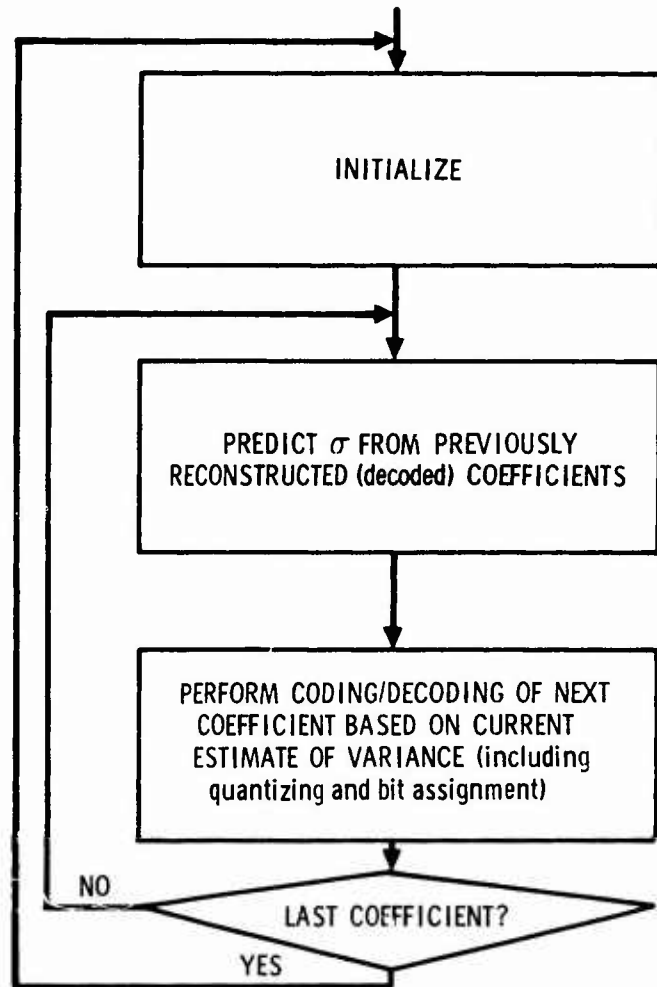 INITIALIZE
PREDICT σ FROM PREVIOUSLY
RECONSTRUCTED (decoded) COEFFICIENTS
PERFORM CODING/DECODING OF NEXT
COEFFICIENT BASED ON CURRENT
ESTIMATE OF VARIANCE (including
quantizing and bit assignment)
NO
LAST COEFFICIENT?
YES